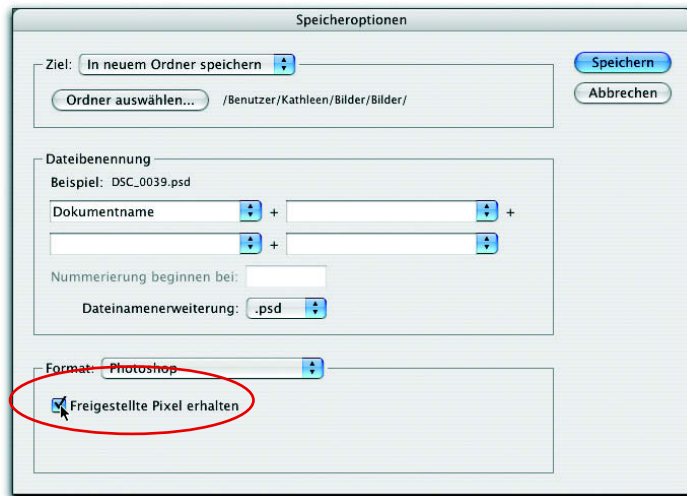 Speicheroptionen
Ziel: In neuem Ordner speichern
Speichern
Ordner auswählen... /Benutzer/Kathleen/Bilder/Bilder/
Abbrechen
Dateibenennung
Beispiel: DSC_0039.psd
Dokumentname + +
+
Nummerierung beginnen bei:
Dateinamenerweiterung: .psd
Format: Photoshop
Freigestellte Pixel erhalten